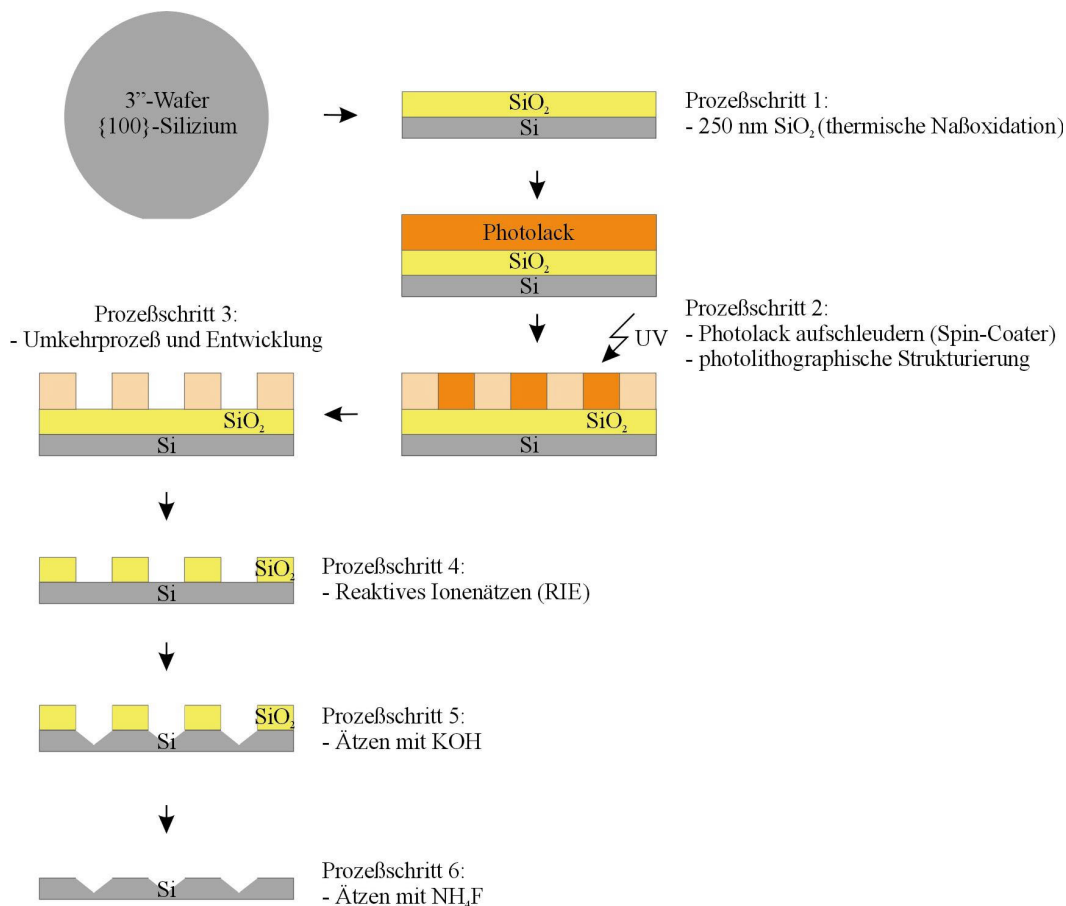 3”-Wafer
{100}-Silizium
SiO₂
Si
Prozeßschritt 1:
- 250 nm SiO₂ (thermische Naßoxidation)
Photolack
SiO₂
Si
Prozeßschritt 2:
- Photolack aufschleudern (Spin-Coater)
- photolithographische Strukturierung
UV
SiO₂
Si
Prozeßschritt 3:
- Umkehrprozeß und Entwicklung
SiO₂
Si
Prozeßschritt 4:
- Reaktives Ionenätzen (RIE)
SiO₂
Si
Prozeßschritt 5:
- Ätzen mit KOH
SiO₂
Si
Prozeßschritt 6:
- Ätzen mit NH₄F
Si